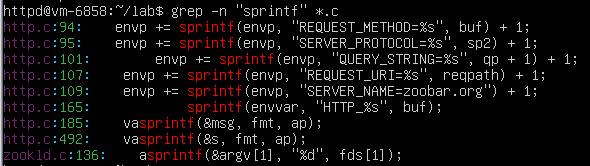 httpd@vm-6858:~/lab$ grep -n "sprintf" *.c
http.c:94:    envp += sprintf(envp, "REQUEST_METHOD=%s", buf) + 1;
http.c:95:    envp += sprintf(envp, "SERVER_PROTOCOL=%s", sp2) + 1;
http.c:101:        envp += sprintf(envp, "QUERY_STRING=%s", qp + 1) + 1;
http.c:107:    envp += sprintf(envp, "REQUEST_URI=%s", reqpath) + 1;
http.c:109:    envp += sprintf(envp, "SERVER_NAME=zoobar.org") + 1;
http.c:165:            sprintf(envvar, "HTTP_%s", buf);
http.c:185:    vasprintf(&msg, fmt, ap);
http.c:492:    vasprintf(&s, fmt, ap);
zookld.c:136:    asprintf(&argv[1], "%d", fds[1]);